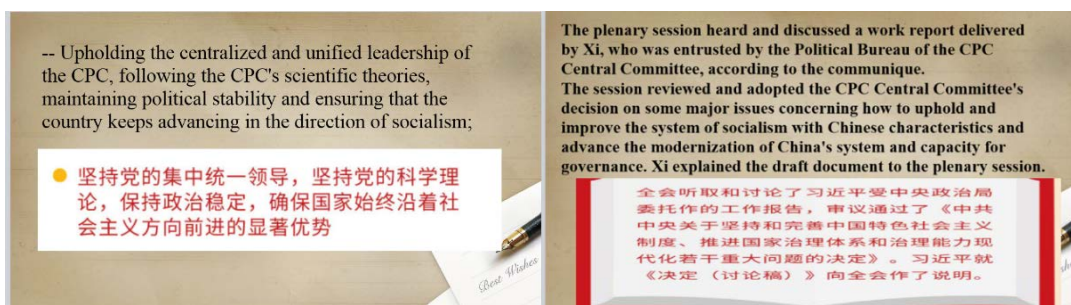 -- Upholding the centralized and unified leadership of
the CPC, following the CPC's scientific theories,
maintaining political stability and ensuring that the
country keeps advancing in the direction of socialism;
坚持党的集中统一领导，坚持党的科学理
论，保持政治稳定，确保国家始终沿着社
会主义方向前进的显著优势
Best Wishes
The plenary session heard and discussed a work report delivered
by Xi, who was entrusted by the Political Bureau of the CPC
Central Committee, according to the communique.
The session reviewed and adopted the CPC Central Committee's
decision on some major issues concerning how to uphold and
improve the system of socialism with Chinese characteristics and
advance the modernization of China's system and capacity for
governance. Xi explained the draft document to the plenary session.
全会听取和讨论了习近平受中央政治局
委托作的工作报告，审议通过了《中共
中央关于坚持和完善中国特色社会主义
制度、推进国家治理体系和治理能力现
代化若干重大问题的决定》。习近平就
《决定（讨论稿）》向全会作了说明。